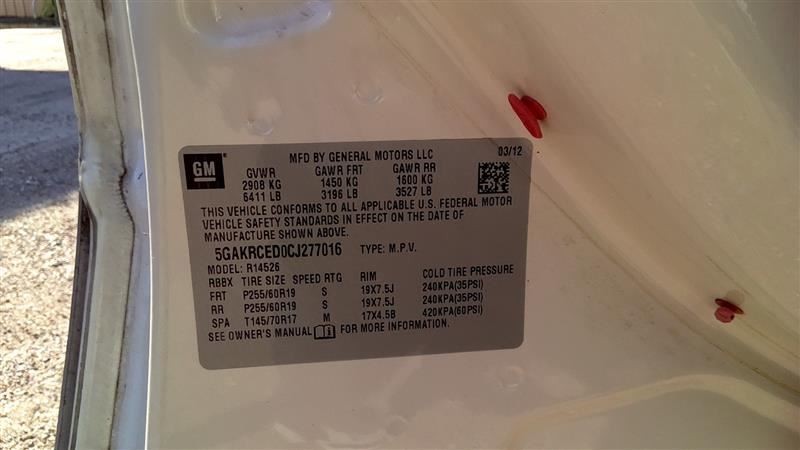 GM
MFD BY GENERAL MOTORS LLC 03/12
GVWR GAWR FRT GAWR RR
2908 KG 1450 KG 1600 KG
6411 LB 3196 LB 3527 LB
THIS VEHICLE CONFORMS TO ALL APPLICABLE U.S. FEDERAL MOTOR
VEHICLE SAFETY STANDARDS IN EFFECT ON THE DATE OF
MANUFACTURE SHOWN ABOVE.
5GAKRCED0CJ277016 TYPE: M.P.V.
MODEL: R14526
RBBX TIRE SIZE SPEED RTG RIM COLD TIRE PRESSURE
FRT P255/60R19 S 19X7.5J 240KPA(35PSI)
RR P255/60R19 S 19X7.5J 240KPA(35PSI)
SPA T145/70R17 M 17X4.5B 420KPA(60PSI)
SEE OWNER'S MANUAL FOR MORE INFORMATION.